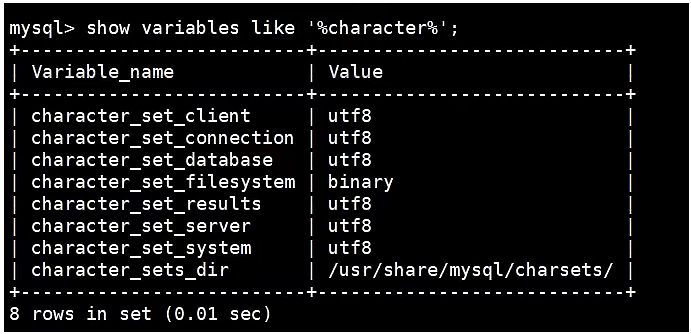 mysql> show variables like '%character%';
+--------------------------+----------------------------+
| Variable_name            | Value                      |
+--------------------------+----------------------------+
| character_set_client     | utf8                       |
| character_set_connection | utf8                       |
| character_set_database   | utf8                       |
| character_set_filesystem | binary                     |
| character_set_results    | utf8                       |
| character_set_server     | utf8                       |
| character_set_system     | utf8                       |
| character_sets_dir       | /usr/share/mysql/charsets/ |
+--------------------------+----------------------------+
8 rows in set (0.01 sec)